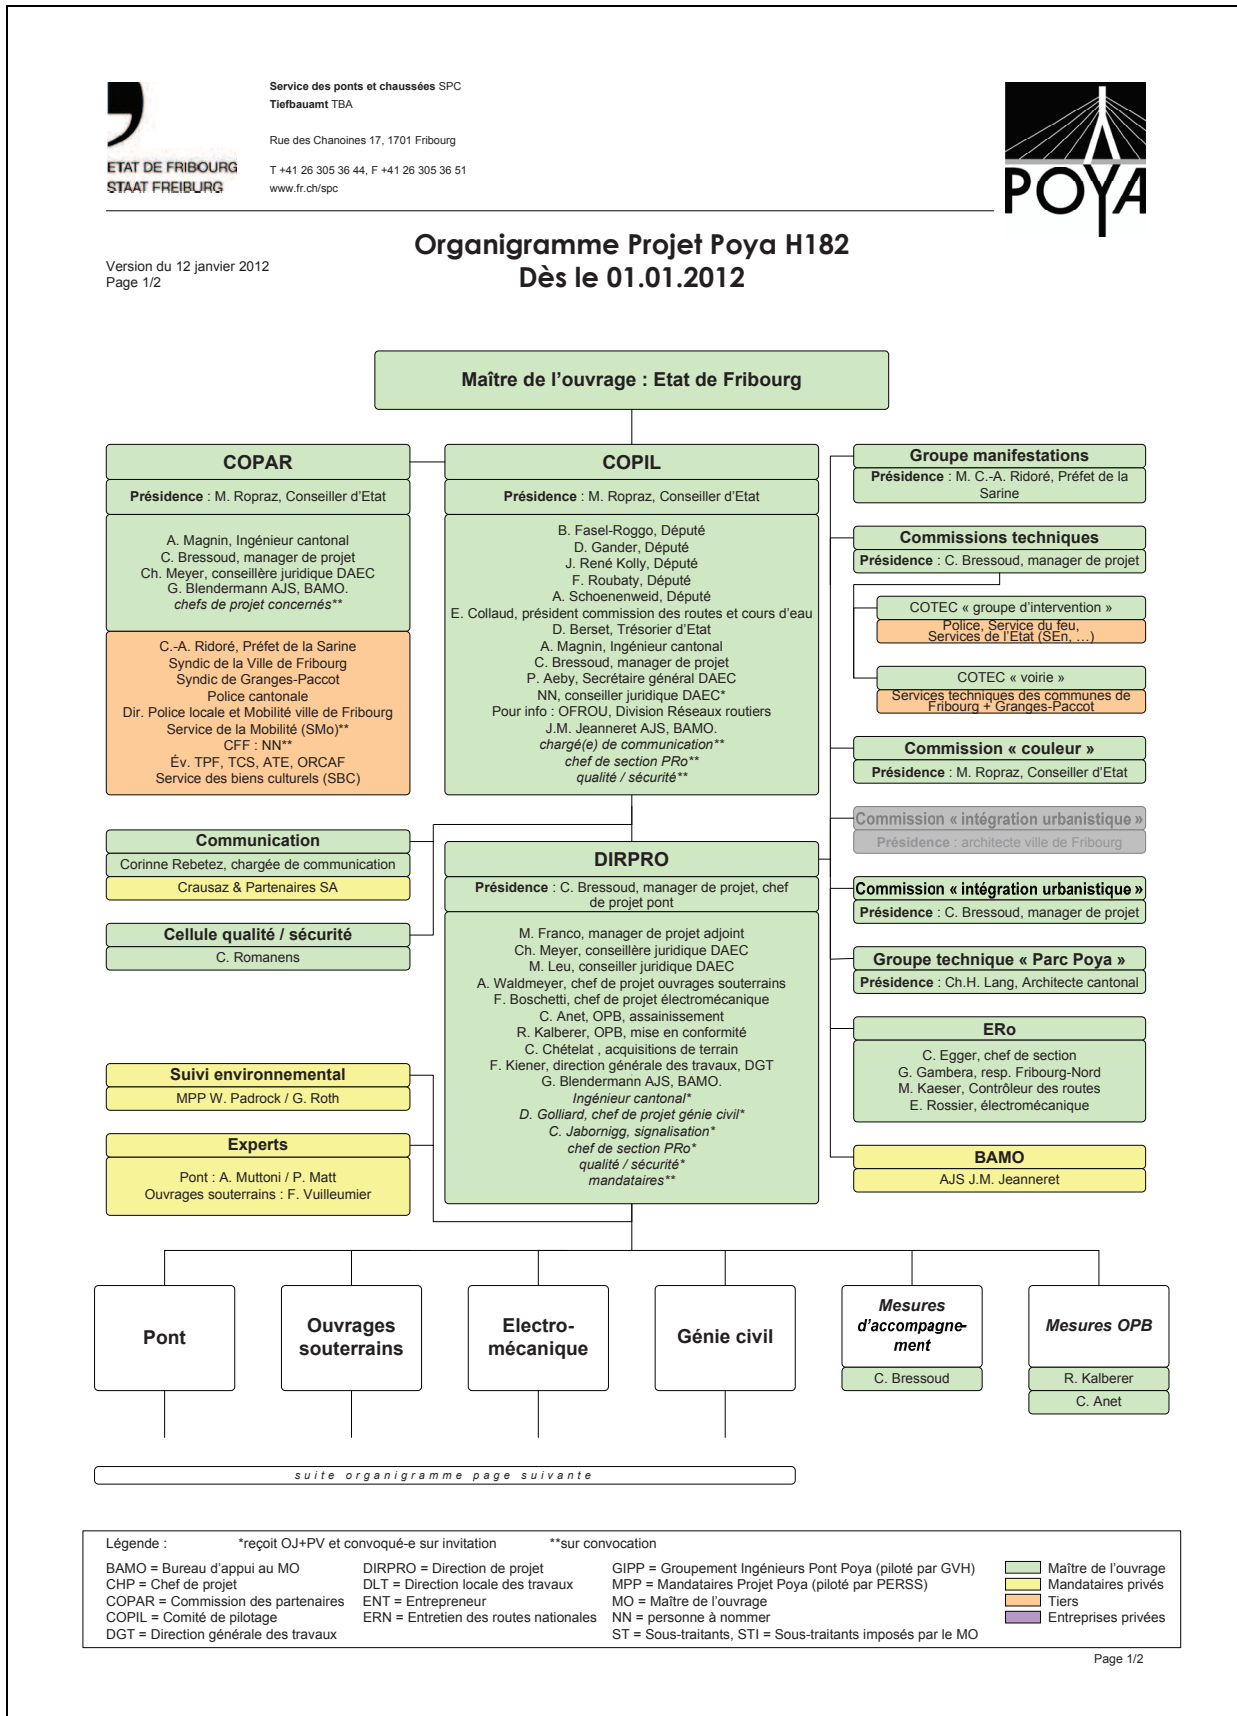 ETAT DE FRIBOURG
STAAT FREIBURG
Service des ponts et chaussées SPC
Tiefbauamt TBA
Rue des Chanoines 17, 1701 Fribourg
T +41 26 305 36 44, F +41 26 305 36 51
www.fr.ch/spc
POYA
Version du 12 janvier 2012
Page 1/2
Organigramme Projet Poya H182
Dès le 01.01.2012
Maître de l'ouvrage : Etat de Fribourg
COPAR
Présidence : M. Ropraz, Conseiller d'Etat
A. Magnin, Ingénieur cantonal
C. Bressoud, manager de projet
Ch. Meyer, conseillère juridique DAEC
G. Blendermann AJS, BAMO.
chefs de projet concernés**
C.-A. Ridoré, Préfet de la Sarine
Syndic de la Ville de Fribourg
Syndic de Granges-Paccot
Police cantonale
Dir. Police locale et Mobilité ville de Fribourg
Service de la Mobilité (SMo)**
CFF : NN**
Év. TPF, TCS, ATE, ORCAF
Service des biens culturels (SBC)
COPIL
Présidence : M. Ropraz, Conseiller d'Etat
B. Fasel-Roggo, Député
D. Gander, Député
J. René Kolly, Député
F. Roubaty, Député
A. Schoenenweid, Député
E. Collaud, président commission des routes et cours d'eau
D. Berset, Trésorier d'Etat
A. Magnin, Ingénieur cantonal
C. Bressoud, manager de projet
P. Aeby, Secrétaire général DAEC
NN, conseiller juridique DAEC*
Pour info : OFROU, Division Réseaux routiers
J.M. Jeanneret AJS, BAMO.
chargé(e) de communication**
chef de section PRo**
qualité / sécurité**
Groupe manifestations
Présidence : M. C.-A. Ridoré, Préfet de la
Sarine
Commissions techniques
Présidence : C. Bressoud, manager de projet
COTEC « groupe d'intervention »
Police, Service du feu,
Services de l'Etat (SEn, …)
COTEC « voirie »
Services techniques des communes de
Fribourg + Granges-Paccot
Commission « couleur »
Présidence : M. Ropraz, Conseiller d'Etat
Commission « intégration urbanistique »
Présidence : architecte ville de Fribourg
Commission « intégration urbanistique »
Présidence : C. Bressoud, manager de projet
Groupe technique « Parc Poya »
Présidence : Ch.H. Lang, Architecte cantonal
ERo
C. Egger, chef de section
G. Gambera, resp. Fribourg-Nord
M. Kaeser, Contrôleur des routes
E. Rossier, électromécanique
BAMO
AJS J.M. Jeanneret
Communication
Corinne Rebetez, chargée de communication
Crausaz & Partenaires SA
Cellule qualité / sécurité
C. Romanens
Suivi environnemental
MPP W. Padrock / G. Roth
Experts
Pont : A. Muttoni / P. Matt
Ouvrages souterrains : F. Vuilleumier
DIRPRO
Présidence : C. Bressoud, manager de projet, chef
de projet pont
M. Franco, manager de projet adjoint
Ch. Meyer, conseillère juridique DAEC
M. Leu, conseiller juridique DAEC
A. Waldmeyer, chef de projet ouvrages souterrains
F. Boschetti, chef de projet électromécanique
C. Anet, OPB, assainissement
R. Kalberer, OPB, mise en conformité
C. Chételat , acquisitions de terrain
F. Kiener, direction générale des travaux, DGT
G. Blendermann AJS, BAMO.
Ingénieur cantonal*
D. Golliard, chef de projet génie civil*
C. Jabornigg, signalisation*
chef de section PRo*
qualité / sécurité*
mandataires**
Pont
Ouvrages
souterrains
Electro-
mécanique
Génie civil
Mesures
d'accompagne-
ment
C. Bressoud
Mesures OPB
R. Kalberer
C. Anet
suite organigramme page suivante
Légende : *reçoit OJ+PV et convoqué-e sur invitation **sur convocation
BAMO = Bureau d'appui au MO
CHP = Chef de projet
COPAR = Commission des partenaires
COPIL = Comité de pilotage
DGT = Direction générale des travaux
DIRPRO = Direction de projet
DLT = Direction locale des travaux
ENT = Entrepreneur
ERN = Entretien des routes nationales
GIPP = Groupement Ingénieurs Pont Poya (piloté par GVH)
MPP = Mandataires Projet Poya (piloté par PERSS)
MO = Maître de l'ouvrage
NN = personne à nommer
ST = Sous-traitants, STI = Sous-traitants imposés par le MO
Maître de l'ouvrage
Mandataires privés
Tiers
Entreprises privées
Page 1/2